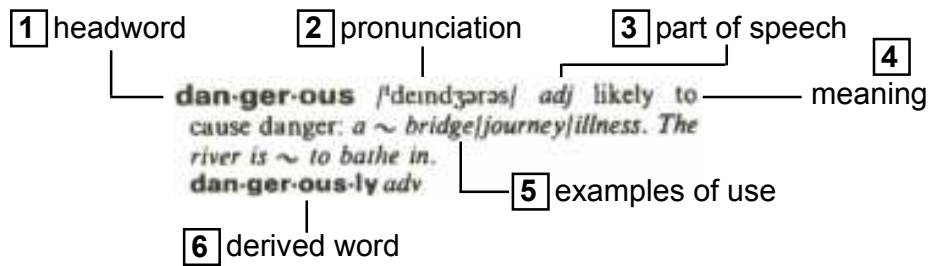 1 headword
2 pronunciation
3 part of speech
4
meaning
dan·ger·ous /ˈdeɪndʒərəs/ adj likely to
cause danger: a ~ bridge/journey/illness. The
river is ~ to bathe in.
dan·ger·ous·ly adv
5 examples of use
6 derived word